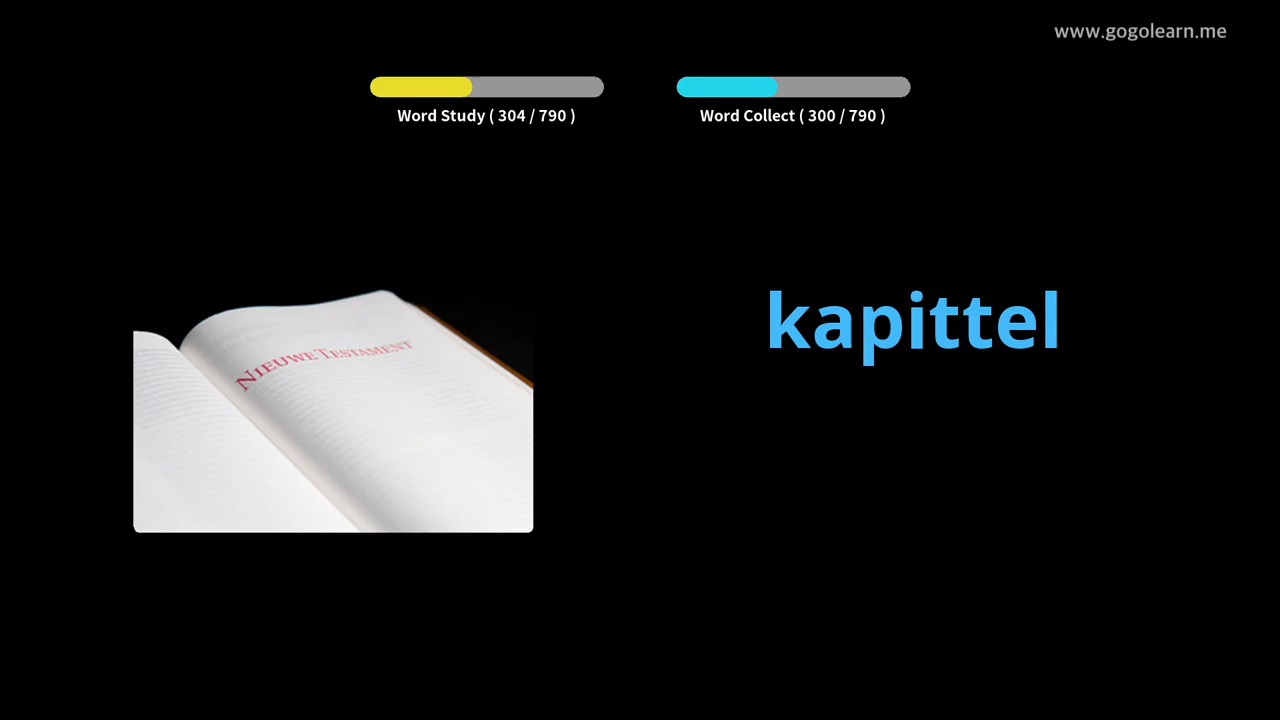 www.gogolearn.me
Word Study ( 304 / 790 )
Word Collect ( 300 / 790 )
NIEUWE TESTAMENT
kapittel